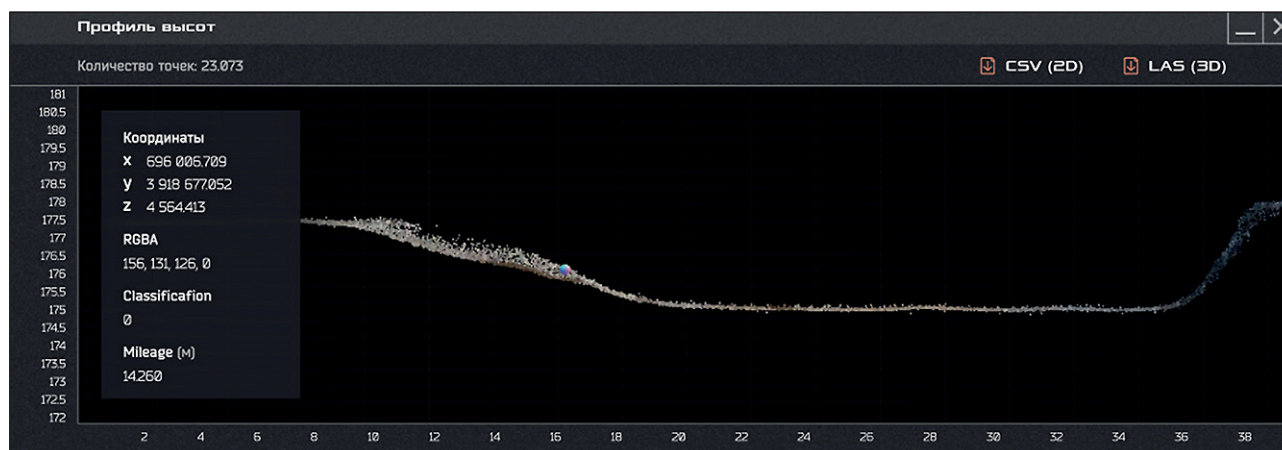 Профиль высот
Количество точек: 23.073
CSV (2D)
LAS (3D)
181
180.5
180
179.5
179
178.5
178
177.5
177
176.5
176
175.5
175
174.5
174
173.5
173
172.5
172
Координаты
X 696 006.709
y 3 918 677.052
z 4 564.413
RGBA
156, 131, 126, 0
Classificafion
0
Mileage (м)
14.260
2 4 6 8 10 12 14 16 18 20 22 24 26 28 30 32 34 36 38